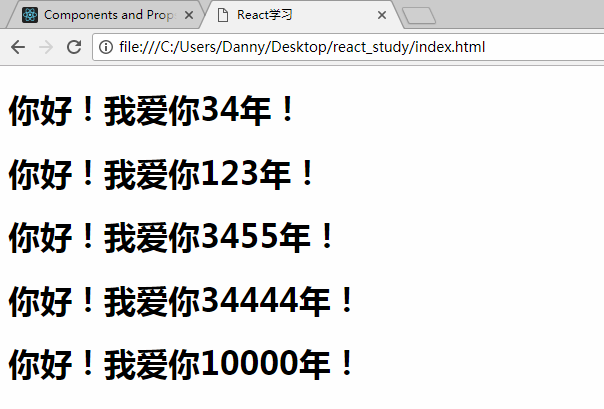 Components and Prop
React学习
file:///C:/Users/Danny/Desktop/react_study/index.html
你好！我爱你34年！
你好！我爱你123年！
你好！我爱你3455年！
你好！我爱你34444年！
你好！我爱你10000年！